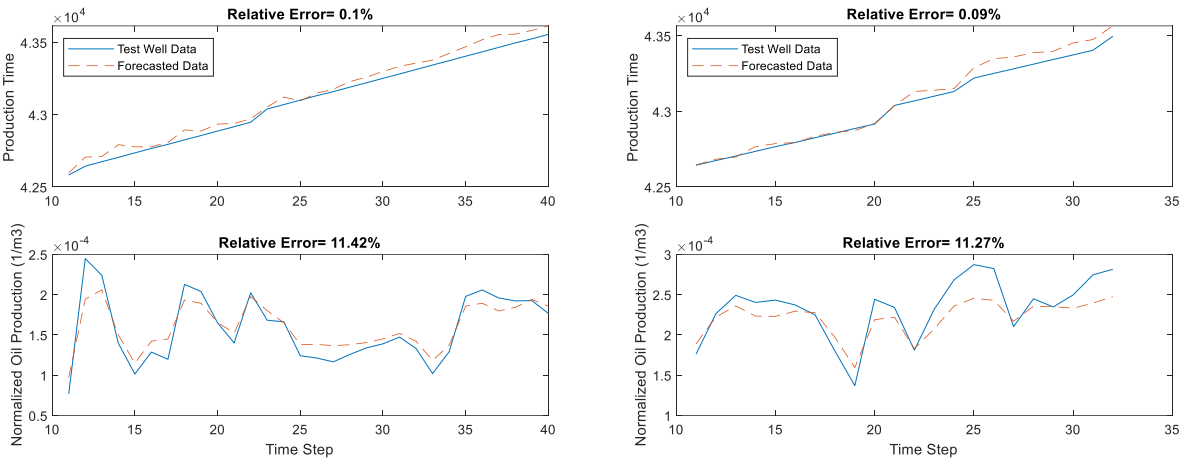 Relative Error= 0.1%
×10^4
4.35
4.3
4.25
Production Time
Test Well Data
Forecasted Data
10 15 20 25 30 35 40
Relative Error= 0.09%
×10^4
4.35
4.3
4.25
Production Time
Test Well Data
Forecasted Data
10 15 20 25 30 35
Relative Error= 11.42%
×10^-4
2.5
2
1.5
1
0.5
Normalized Oil Production (1/m3)
10 15 20 25 30 35 40
Time Step
Relative Error= 11.27%
×10^-4
3
2.5
2
1.5
1
Normalized Oil Production (1/m3)
10 15 20 25 30 35
Time Step